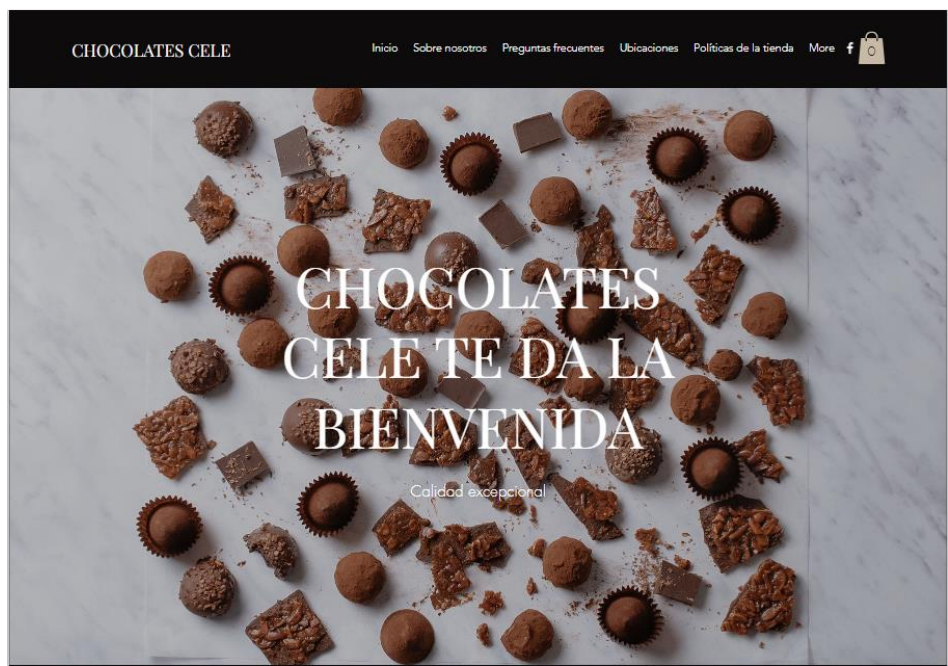 CHOCOLATES CELE
Inicio Sobre nosotros Preguntas frecuentes Ubicaciones Políticas de la tienda More f 0
CHOCOLATES
CELE TE DA LA
BIENVENIDA
Calidad excepcional